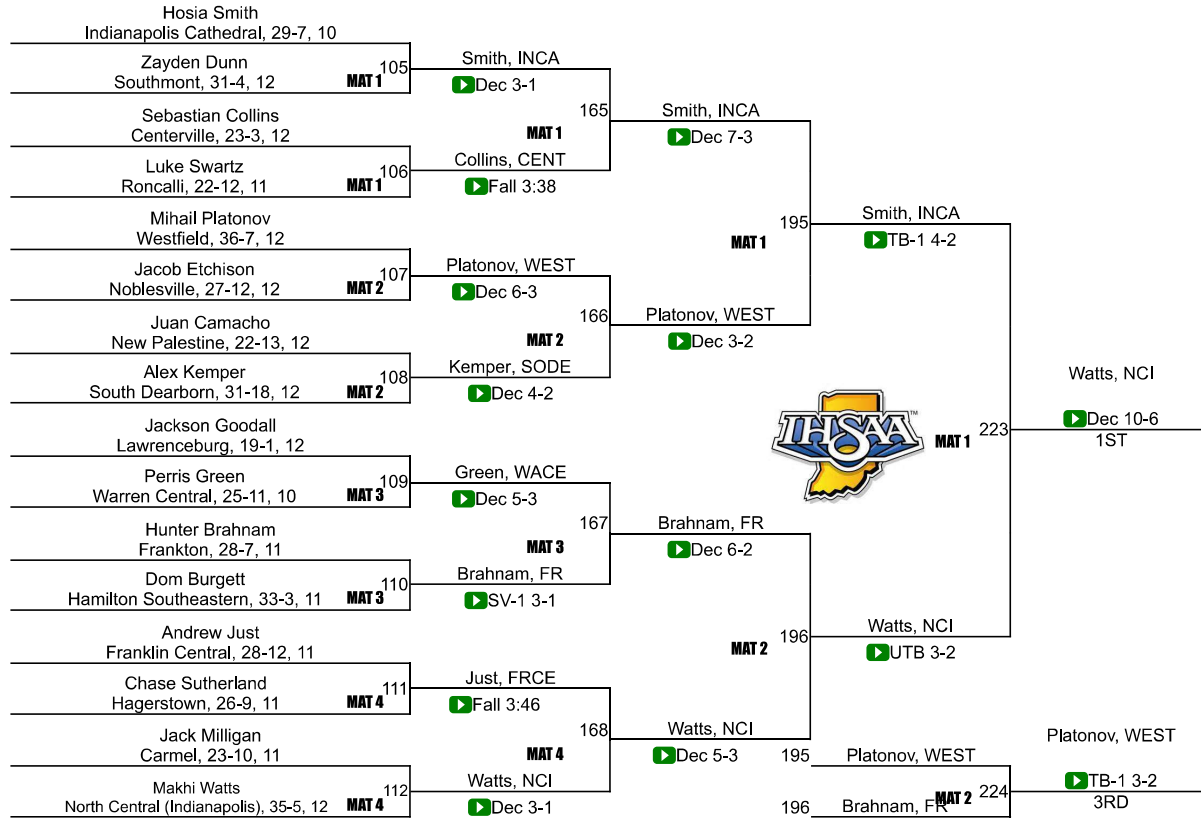 Hosia Smith
Indianapolis Cathedral, 29-7, 10
Zayden Dunn
Southmont, 31-4, 12
MAT 1
105
Smith, INCA
Dec 3-1
Sebastian Collins
Centerville, 23-3, 12
Luke Swartz
Roncalli, 22-12, 11
MAT 1
106
Collins, CENT
Fall 3:38
165
MAT 1
Smith, INCA
Dec 7-3
Mihail Platonov
Westfield, 36-7, 12
Jacob Etchison
Noblesville, 27-12, 12
MAT 2
107
Platonov, WEST
Dec 6-3
Juan Camacho
New Palestine, 22-13, 12
Alex Kemper
South Dearborn, 31-18, 12
MAT 2
108
Kemper, SODE
Dec 4-2
166
MAT 2
Platonov, WEST
Dec 3-2
195
MAT 1
Smith, INCA
TB-1 4-2
Jackson Goodall
Lawrenceburg, 19-1, 12
Perris Green
Warren Central, 25-11, 10
MAT 3
109
Green, WACE
Dec 5-3
Hunter Brahnam
Frankton, 28-7, 11
Dom Burgett
Hamilton Southeastern, 33-3, 11
MAT 3
110
Brahnam, FR
SV-1 3-1
167
MAT 3
Brahnam, FR
Dec 6-2
Andrew Just
Franklin Central, 28-12, 11
Chase Sutherland
Hagerstown, 26-9, 11
MAT 4
111
Just, FRCE
Fall 3:46
Jack Milligan
Carmel, 23-10, 11
Makhi Watts
North Central (Indianapolis), 35-5, 12
MAT 4
112
Watts, NCI
Dec 3-1
168
MAT 4
Watts, NCI
Dec 5-3
196
MAT 2
Watts, NCI
UTB 3-2
IHSAA
TM
MAT 1
223
Watts, NCI
Dec 10-6
1ST
195
Platonov, WEST
196
Brahnam, FR
MAT 2
224
Platonov, WEST
TB-1 3-2
3RD